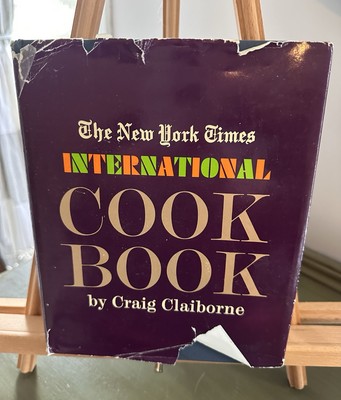 The New York Times
INTERNATIONAL
COOK
BOOK
by Craig Claiborne